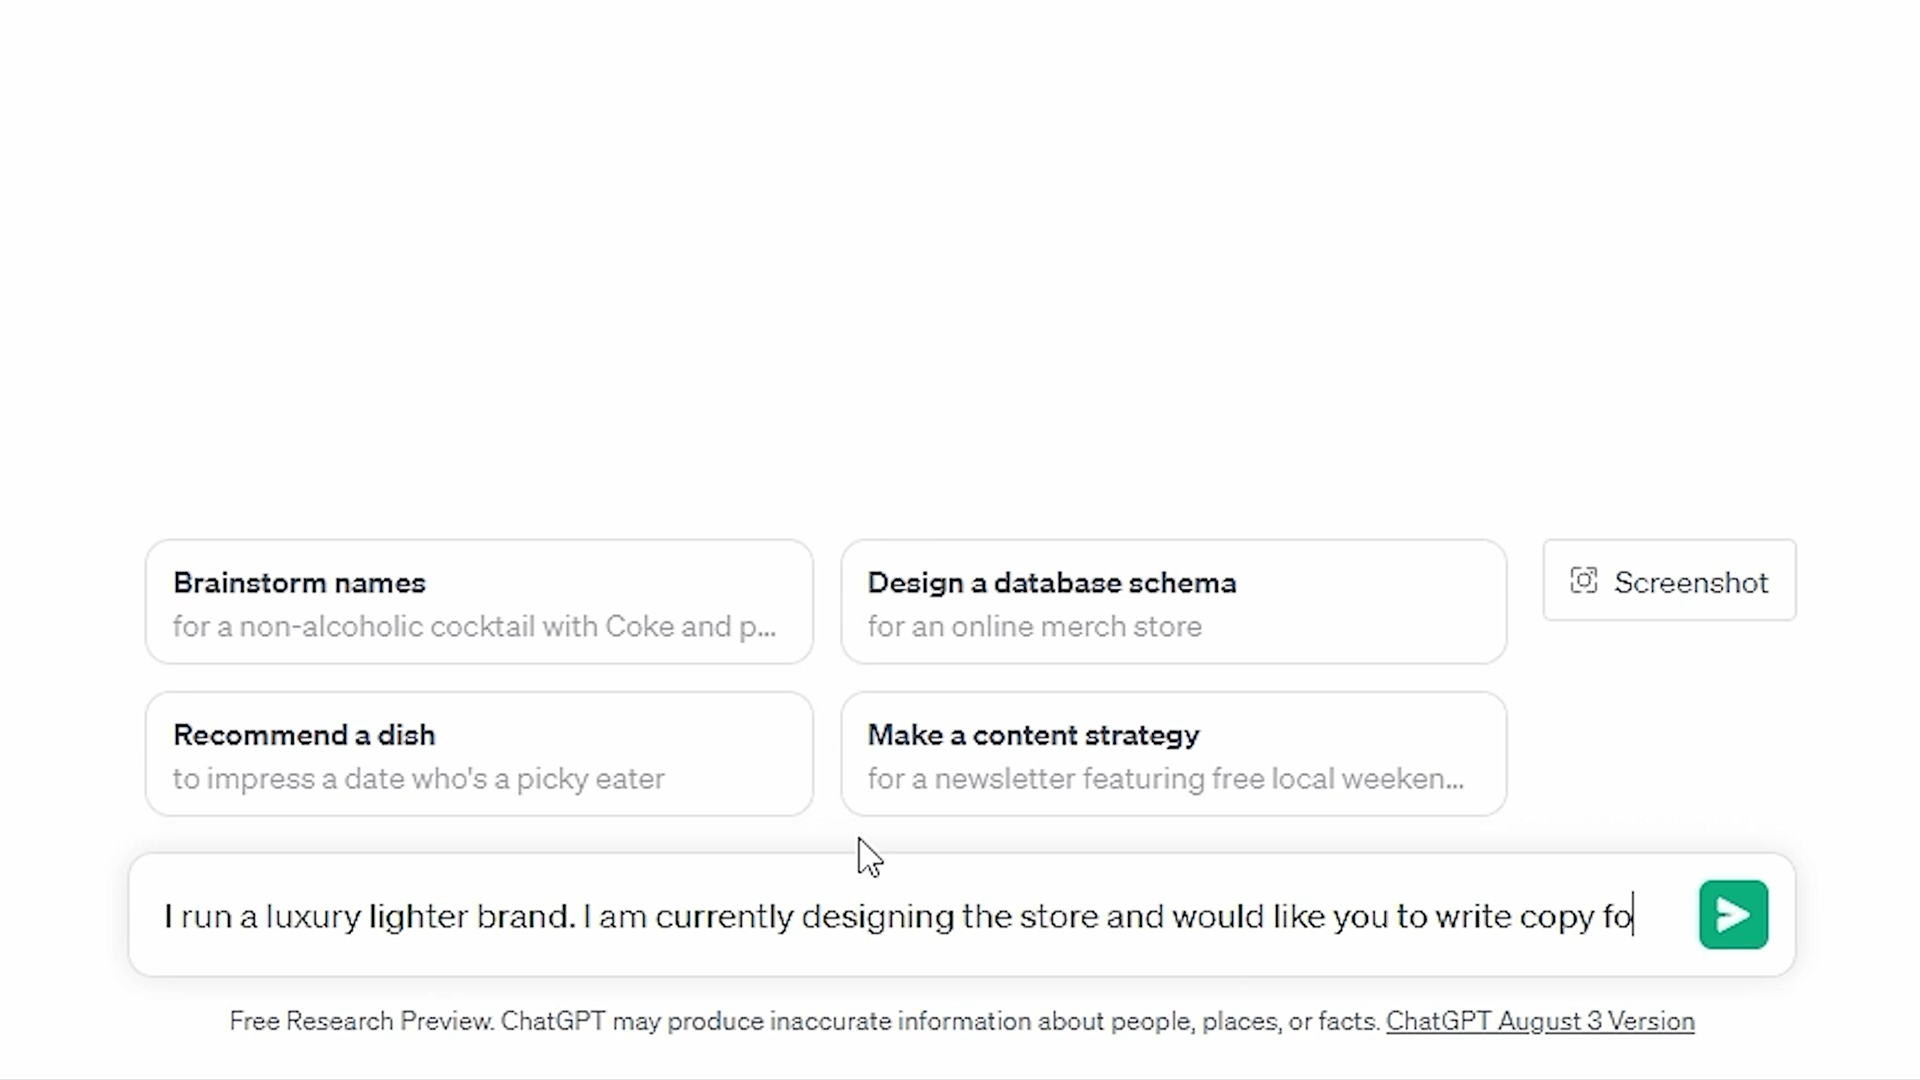 Brainstorm names
for a non-alcoholic cocktail with Coke and p...
Design a database schema
for an online merch store
Screenshot
Recommend a dish
to impress a date who's a picky eater
Make a content strategy
for a newsletter featuring free local weeken...
I run a luxury lighter brand. I am currently designing the store and would like you to write copy fo
Free Research Preview. ChatGPT may produce inaccurate information about people, places, or facts. ChatGPT August 3 Version